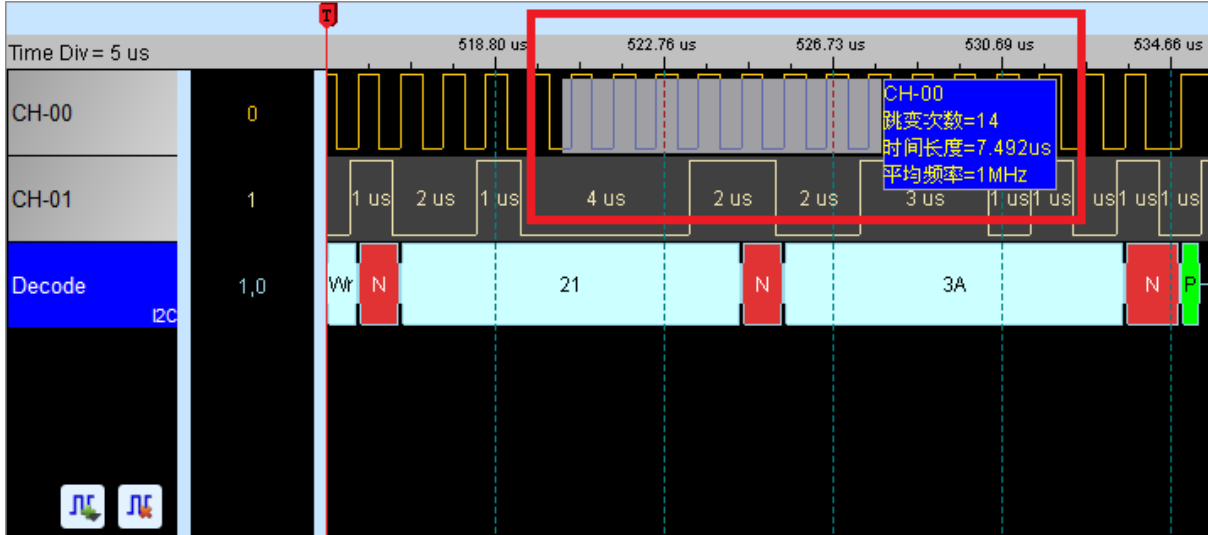 T
Time Div = 5 us
518.80 us
522.76 us
526.73 us
530.69 us
534.66 us
CH-00
0
CH-00
跳变次数=14
时间长度=7.492us
平均频率=1MHz
CH-01
1
1 us
2 us
1 us
4 us
2 us
2 us
3 us
1 us
1 us
us
1 us
1 us
Decode
I2C
1,0
Wr
N
21
N
3A
N
P